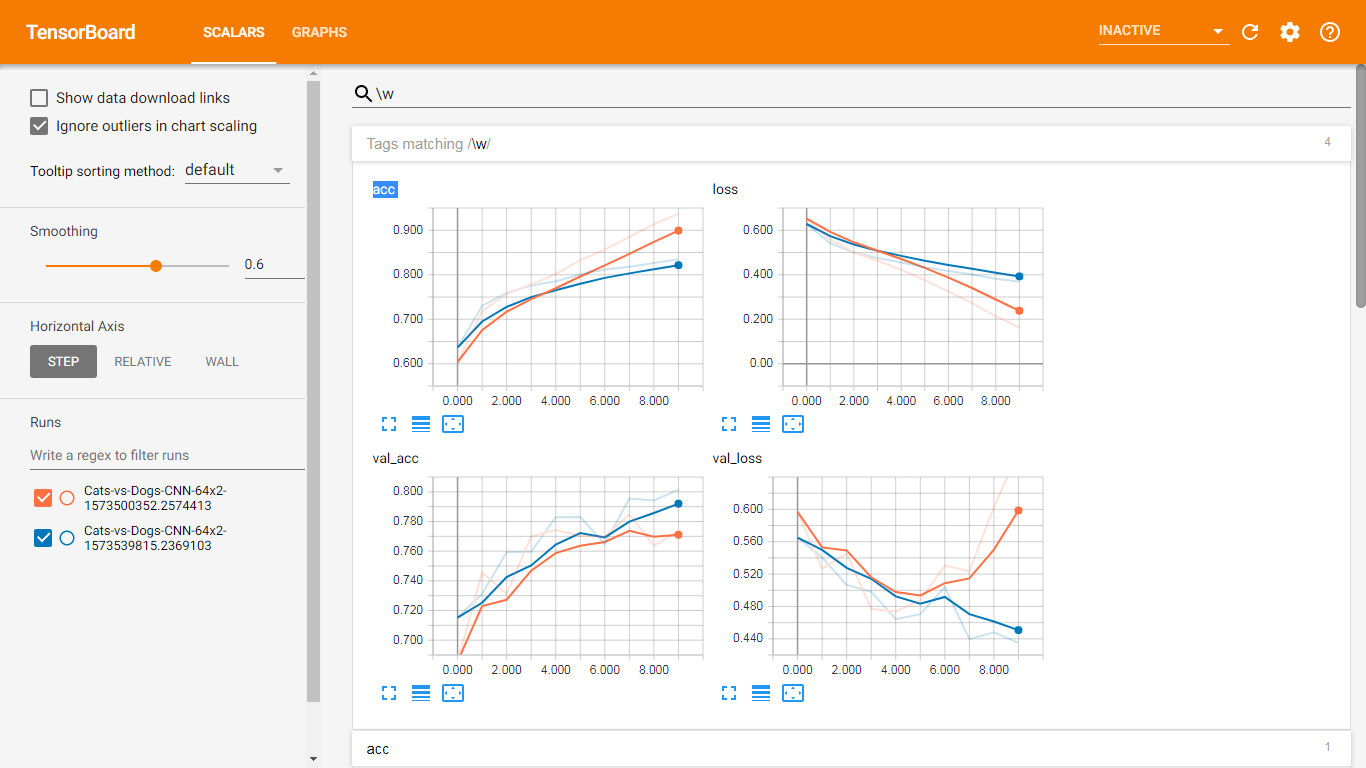 TensorBoard SCALARS GRAPHS INACTIVE
Show data download links
Ignore outliers in chart scaling
Tooltip sorting method: default
Smoothing
0.6
Horizontal Axis
STEP RELATIVE WALL
Runs
Write a regex to filter runs
Cats-vs-Dogs-CNN-64x2-
1573500352.2574413
Cats-vs-Dogs-CNN-64x2-
1573539815.2369103
\w
Tags matching /\w/ 4
acc
0.900
0.800
0.700
0.600
0.000 2.000 4.000 6.000 8.000
loss
0.600
0.400
0.200
0.00
0.000 2.000 4.000 6.000 8.000
val_acc
0.800
0.780
0.760
0.740
0.720
0.700
0.000 2.000 4.000 6.000 8.000
val_loss
0.600
0.560
0.520
0.480
0.440
0.000 2.000 4.000 6.000 8.000
acc 1